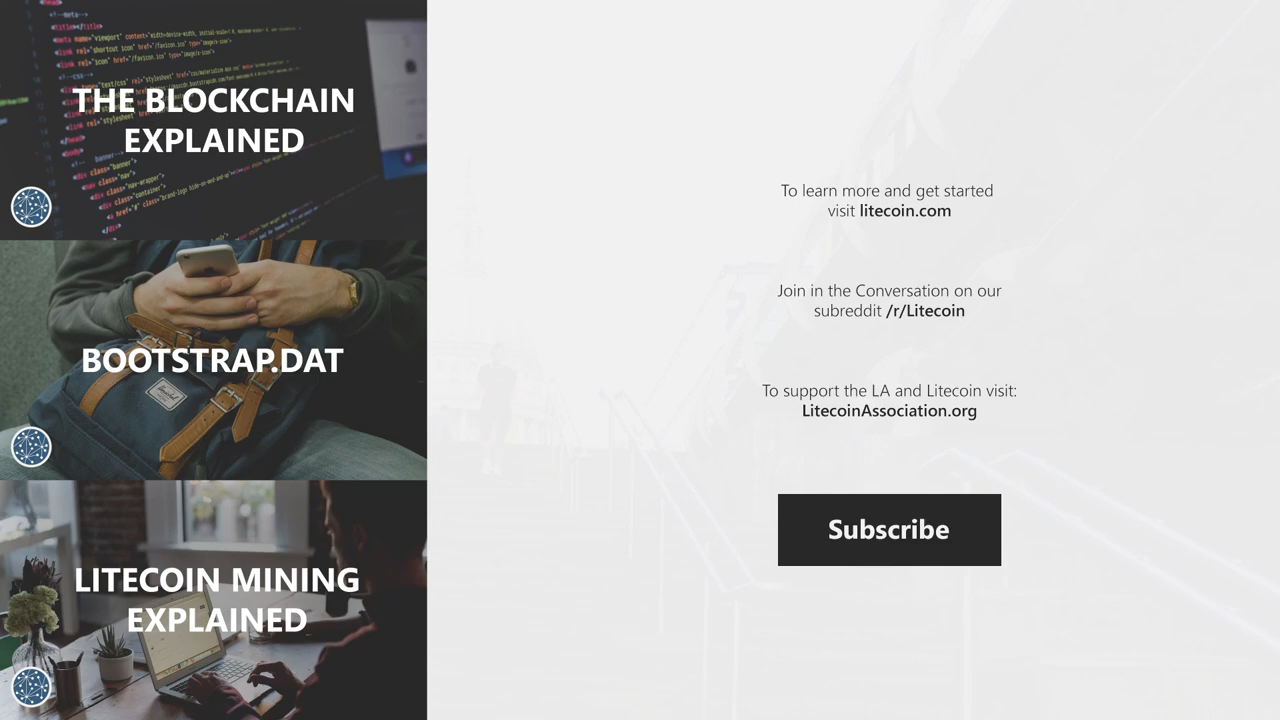 THE BLOCKCHAIN
EXPLAINED
BOOTSTRAP.DAT
LITECOIN MINING
EXPLAINED
To learn more and get started
visit litecoin.com
Join in the Conversation on our
subreddit /r/Litecoin
To support the LA and Litecoin visit:
LitecoinAssociation.org
Subscribe